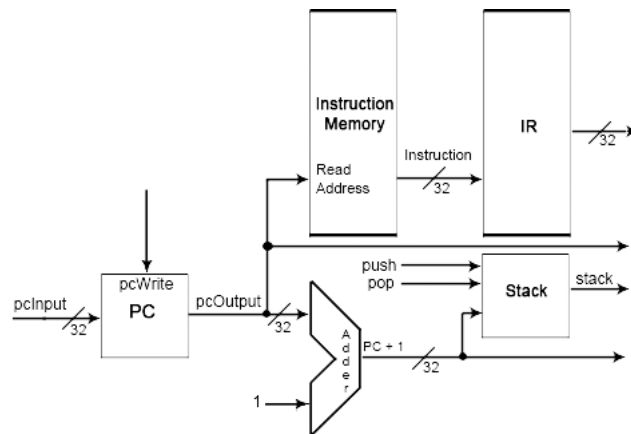 Instruction
Memory
IR
32
Instruction
Read
Address
32
push
pop
Stack
stack
pcWrite
PC
pcInput
32
pcOutput
32
Adder
PC + 1
32
1